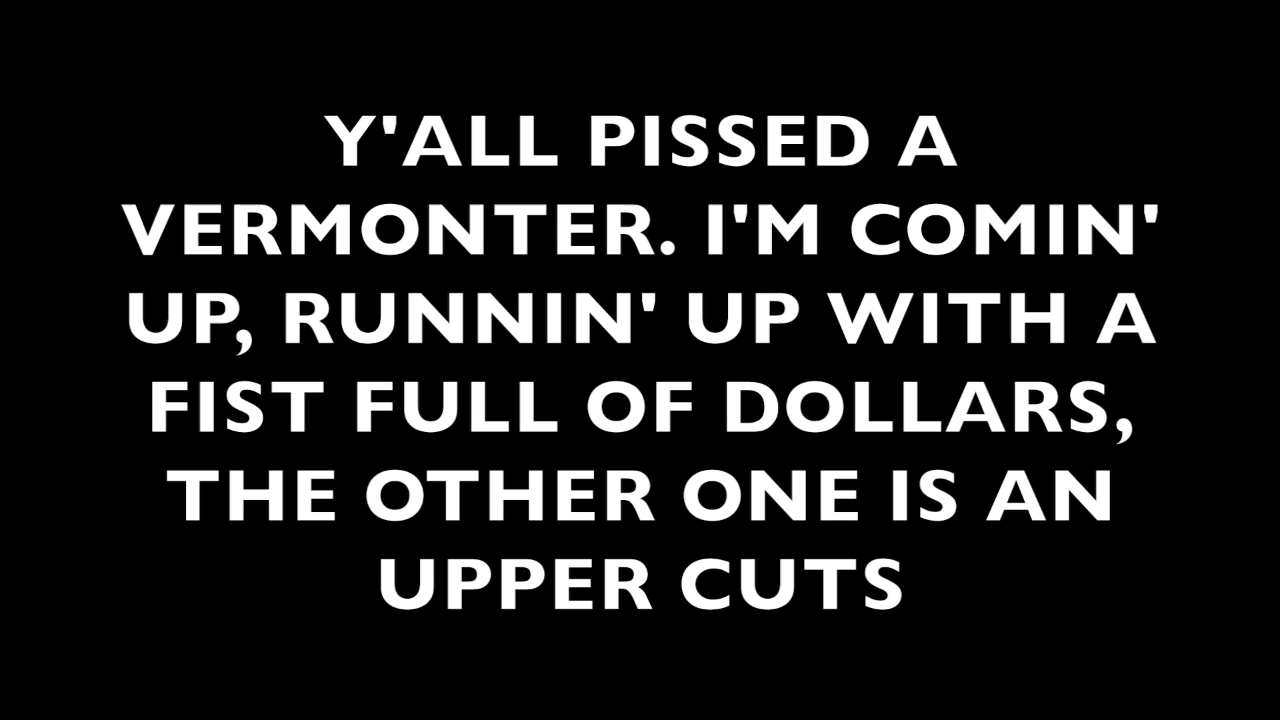 Y'ALL PISSED A
VERMONTER. I'M COMIN'
UP, RUNNIN' UP WITH A
FIST FULL OF DOLLARS,
THE OTHER ONE IS AN
UPPER CUTS